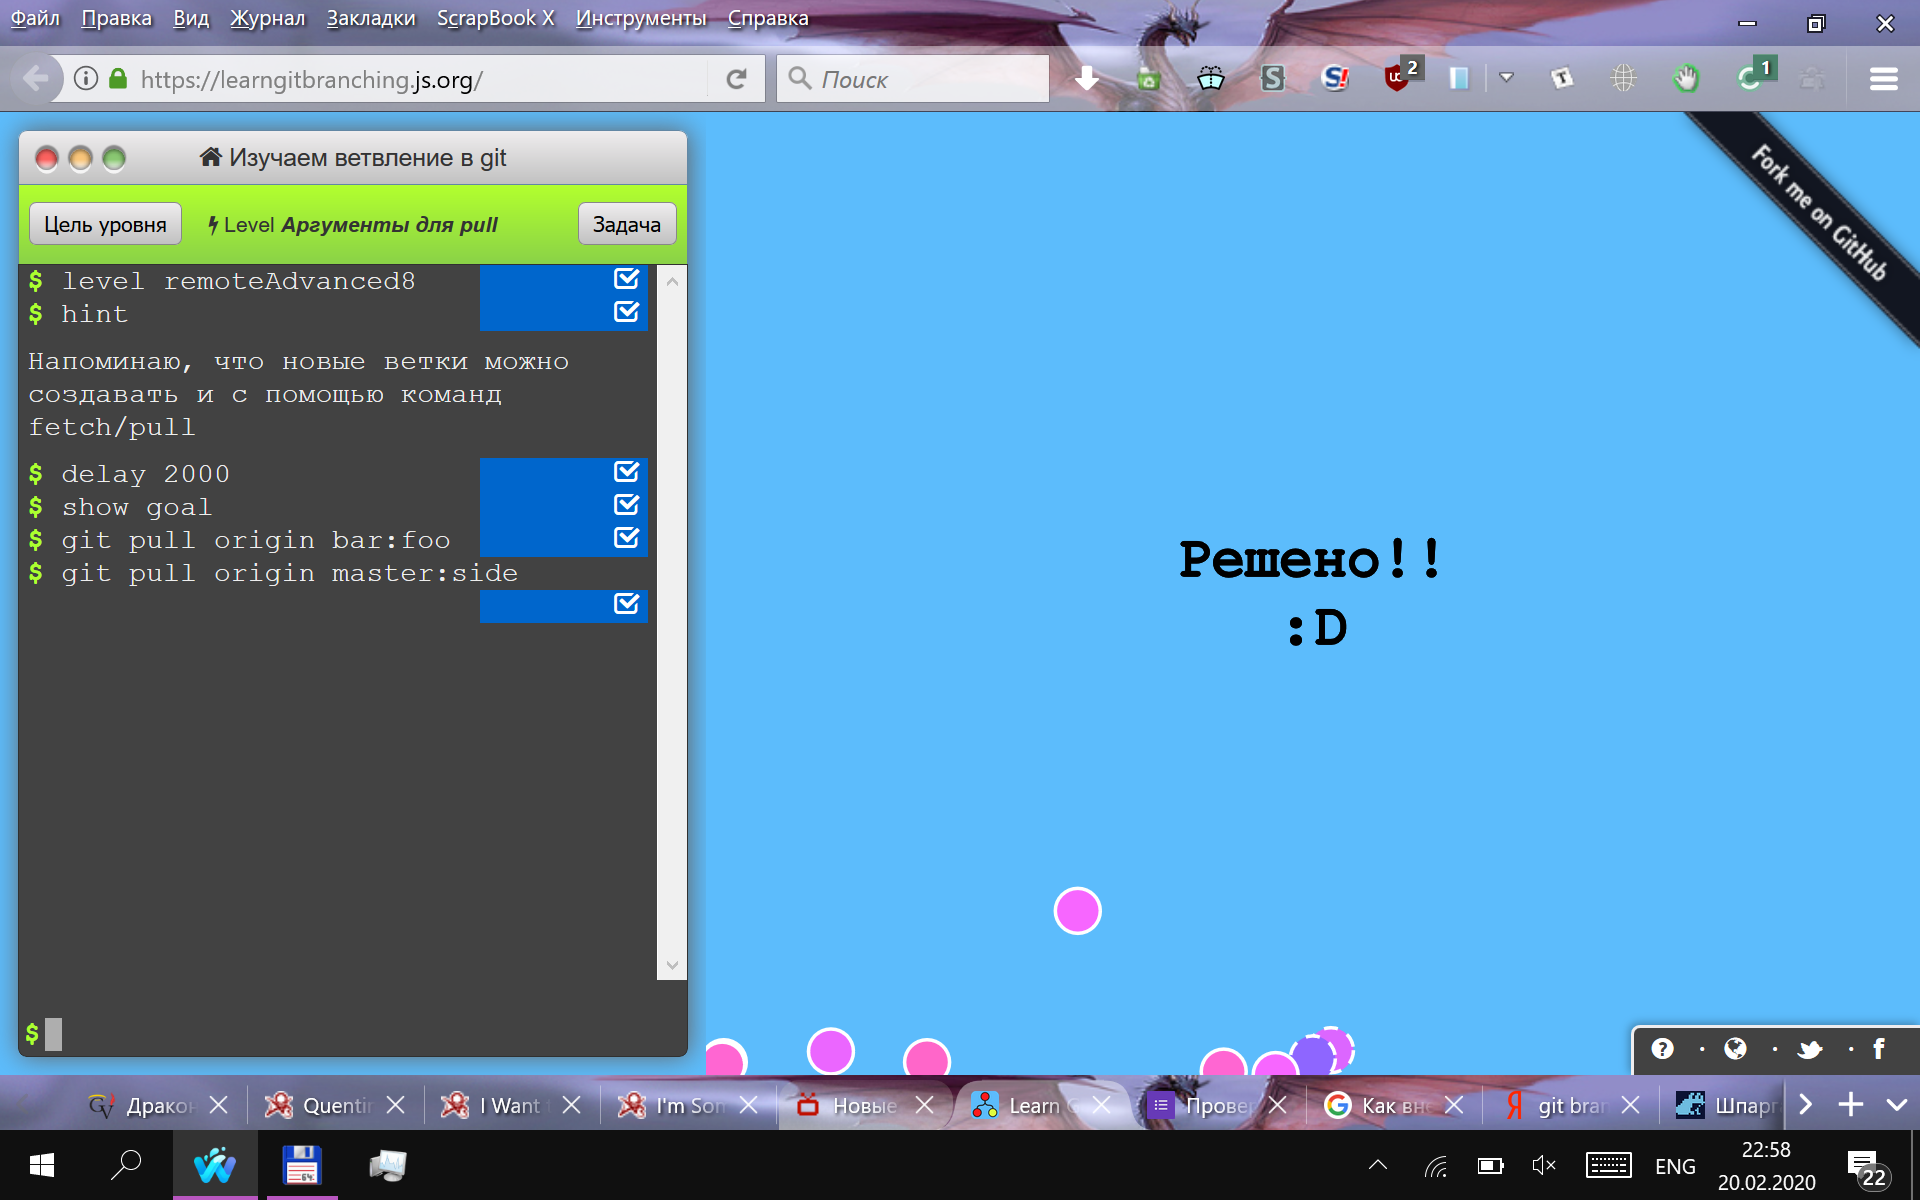 Файл Правка Вид Журнал Закладки ScrapBook X Инструменты Справка
https://learngitbranching.js.org/
Поиск
2
1
Изучаем ветвление в git
Цель уровня
Level Аргументы для pull
Задача
Fork me on GitHub
$ level remoteAdvanced8
$ hint
Напоминаю, что новые ветки можно
создавать и с помощью команд
fetch/pull
$ delay 2000
$ show goal
$ git pull origin bar:foo
$ git pull origin master:side
Решено!!
:D
$
Дракон Quentin I Want I'm Som Новые Learn G Провер Как вне git bran Шпарг
ENG
22:58
20.02.2020
22